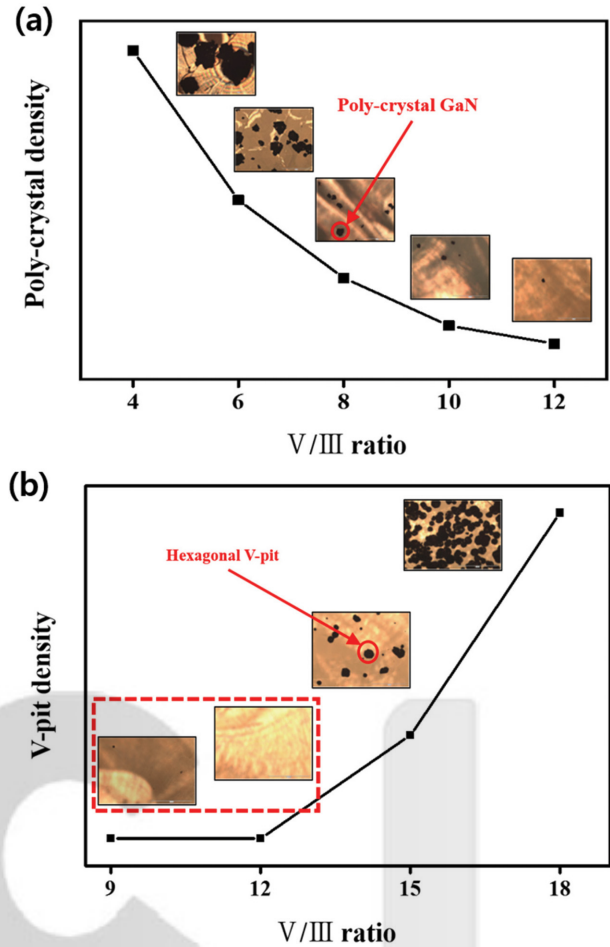 (a)
Poly-crystal density
Poly-crystal GaN
4 6 8 10 12
Ⅴ/Ⅲ ratio
(b)
V-pit density
Hexagonal V-pit
9 12 15 18
Ⅴ/Ⅲ ratio